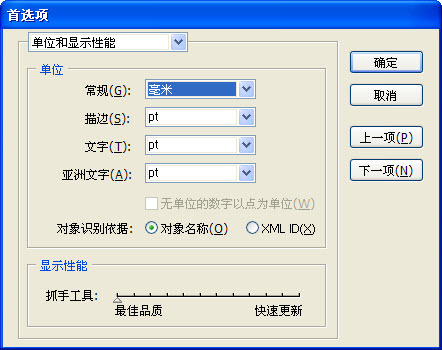 首选项
单位和显示性能
确定
取消
上一项(P)
下一项(N)
单位
常规(G): 毫米
描边(S): pt
文字(T): pt
亚洲文字(A): pt
无单位的数字以点为单位(W)
对象识别依据: 对象名称(O) XML ID(X)
显示性能
抓手工具:
最佳品质 快速更新